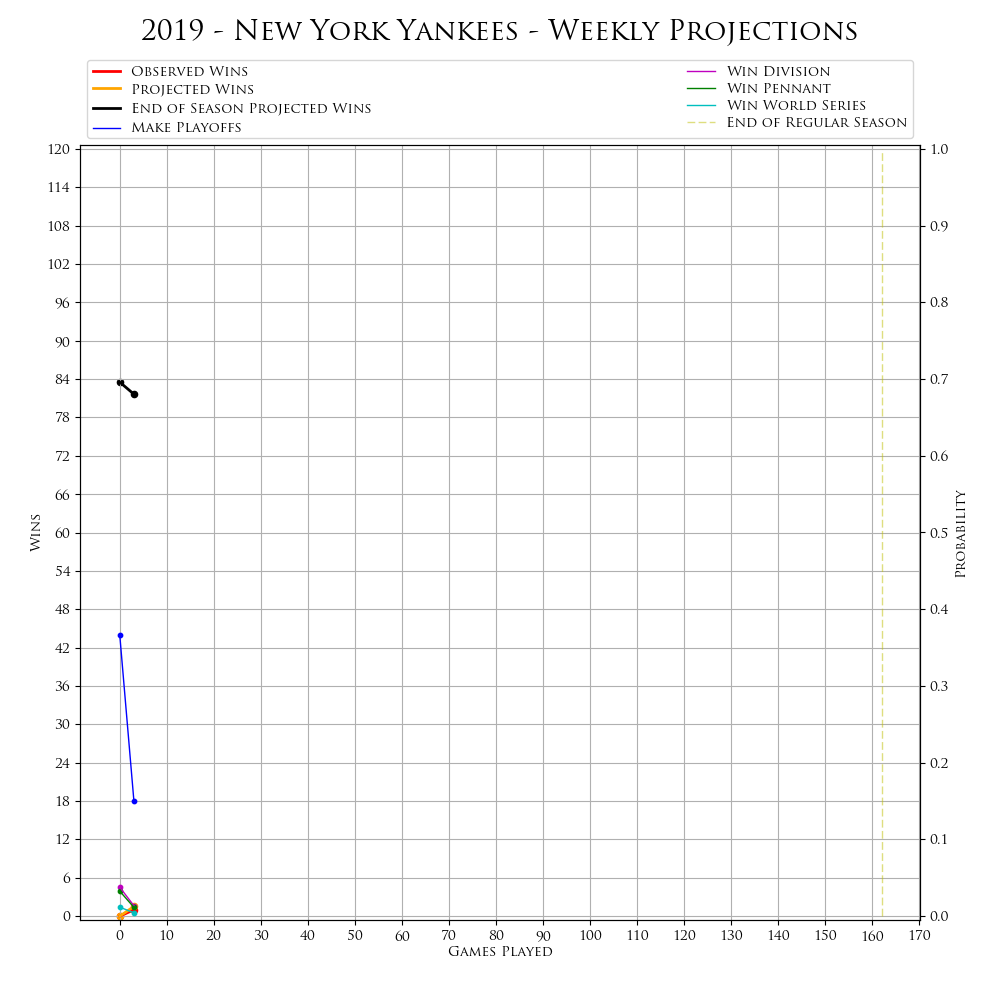 2019 - New York Yankees - Weekly Projections
Observed Wins
Projected Wins
End of Season Projected Wins
Make Playoffs
Win Division
Win Pennant
Win World Series
End of Regular Season
120
114
108
102
96
90
84
78
72
66
60
54
48
42
36
30
24
18
12
6
0
Wins
1.0
0.9
0.8
0.7
0.6
0.5
0.4
0.3
0.2
0.1
0.0
Probability
0 10 20 30 40 50 60 70 80 90 100 110 120 130 140 150 160 170
Games Played